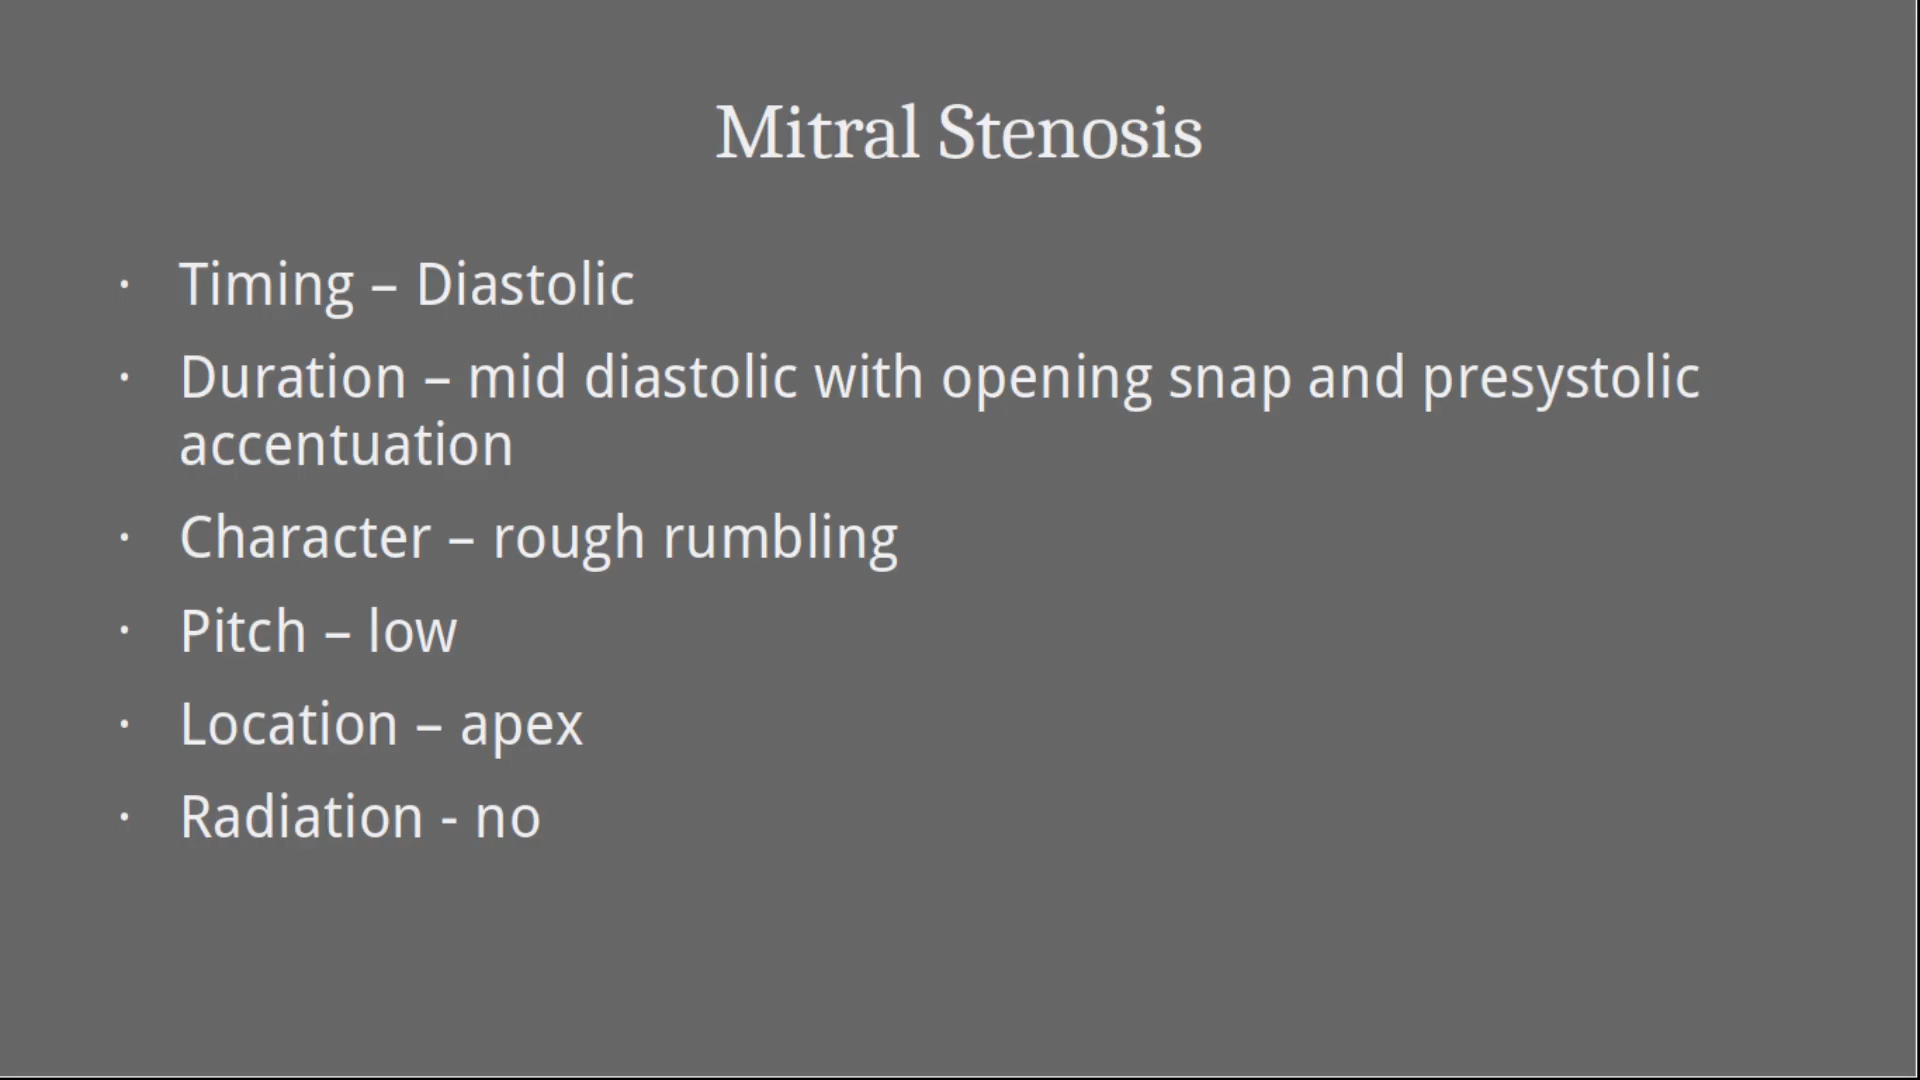 Mitral Stenosis
· Timing – Diastolic
· Duration – mid diastolic with opening snap and presystolic
accentuation
· Character – rough rumbling
· Pitch – low
· Location – apex
· Radiation - no